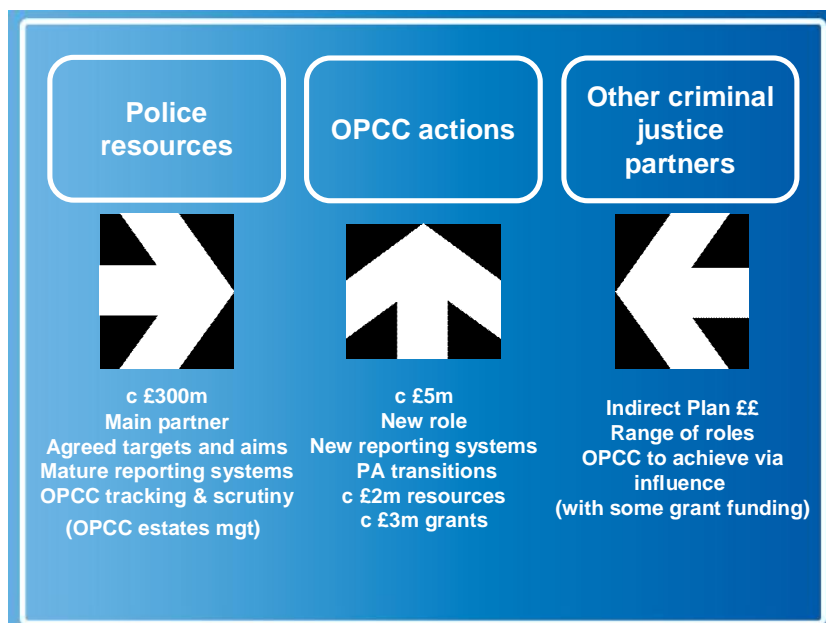 Police
resources
c £300m
Main partner
Agreed targets and aims
Mature reporting systems
OPCC tracking & scrutiny
(OPCC estates mgt)
OPCC actions
c £5m
New role
New reporting systems
PA transitions
c £2m resources
c £3m grants
Other criminal
justice
partners
Indirect Plan ££
Range of roles
OPCC to achieve via
influence
(with some grant funding)